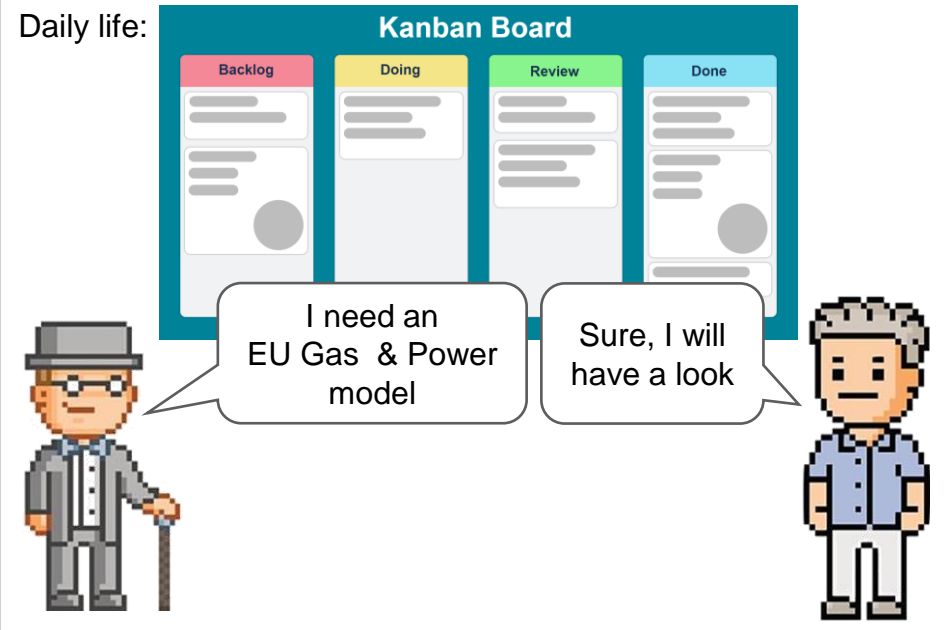 Daily life:
Kanban Board
Backlog
Doing
Review
Done
I need an
EU Gas & Power
model
Sure, I will
have a look